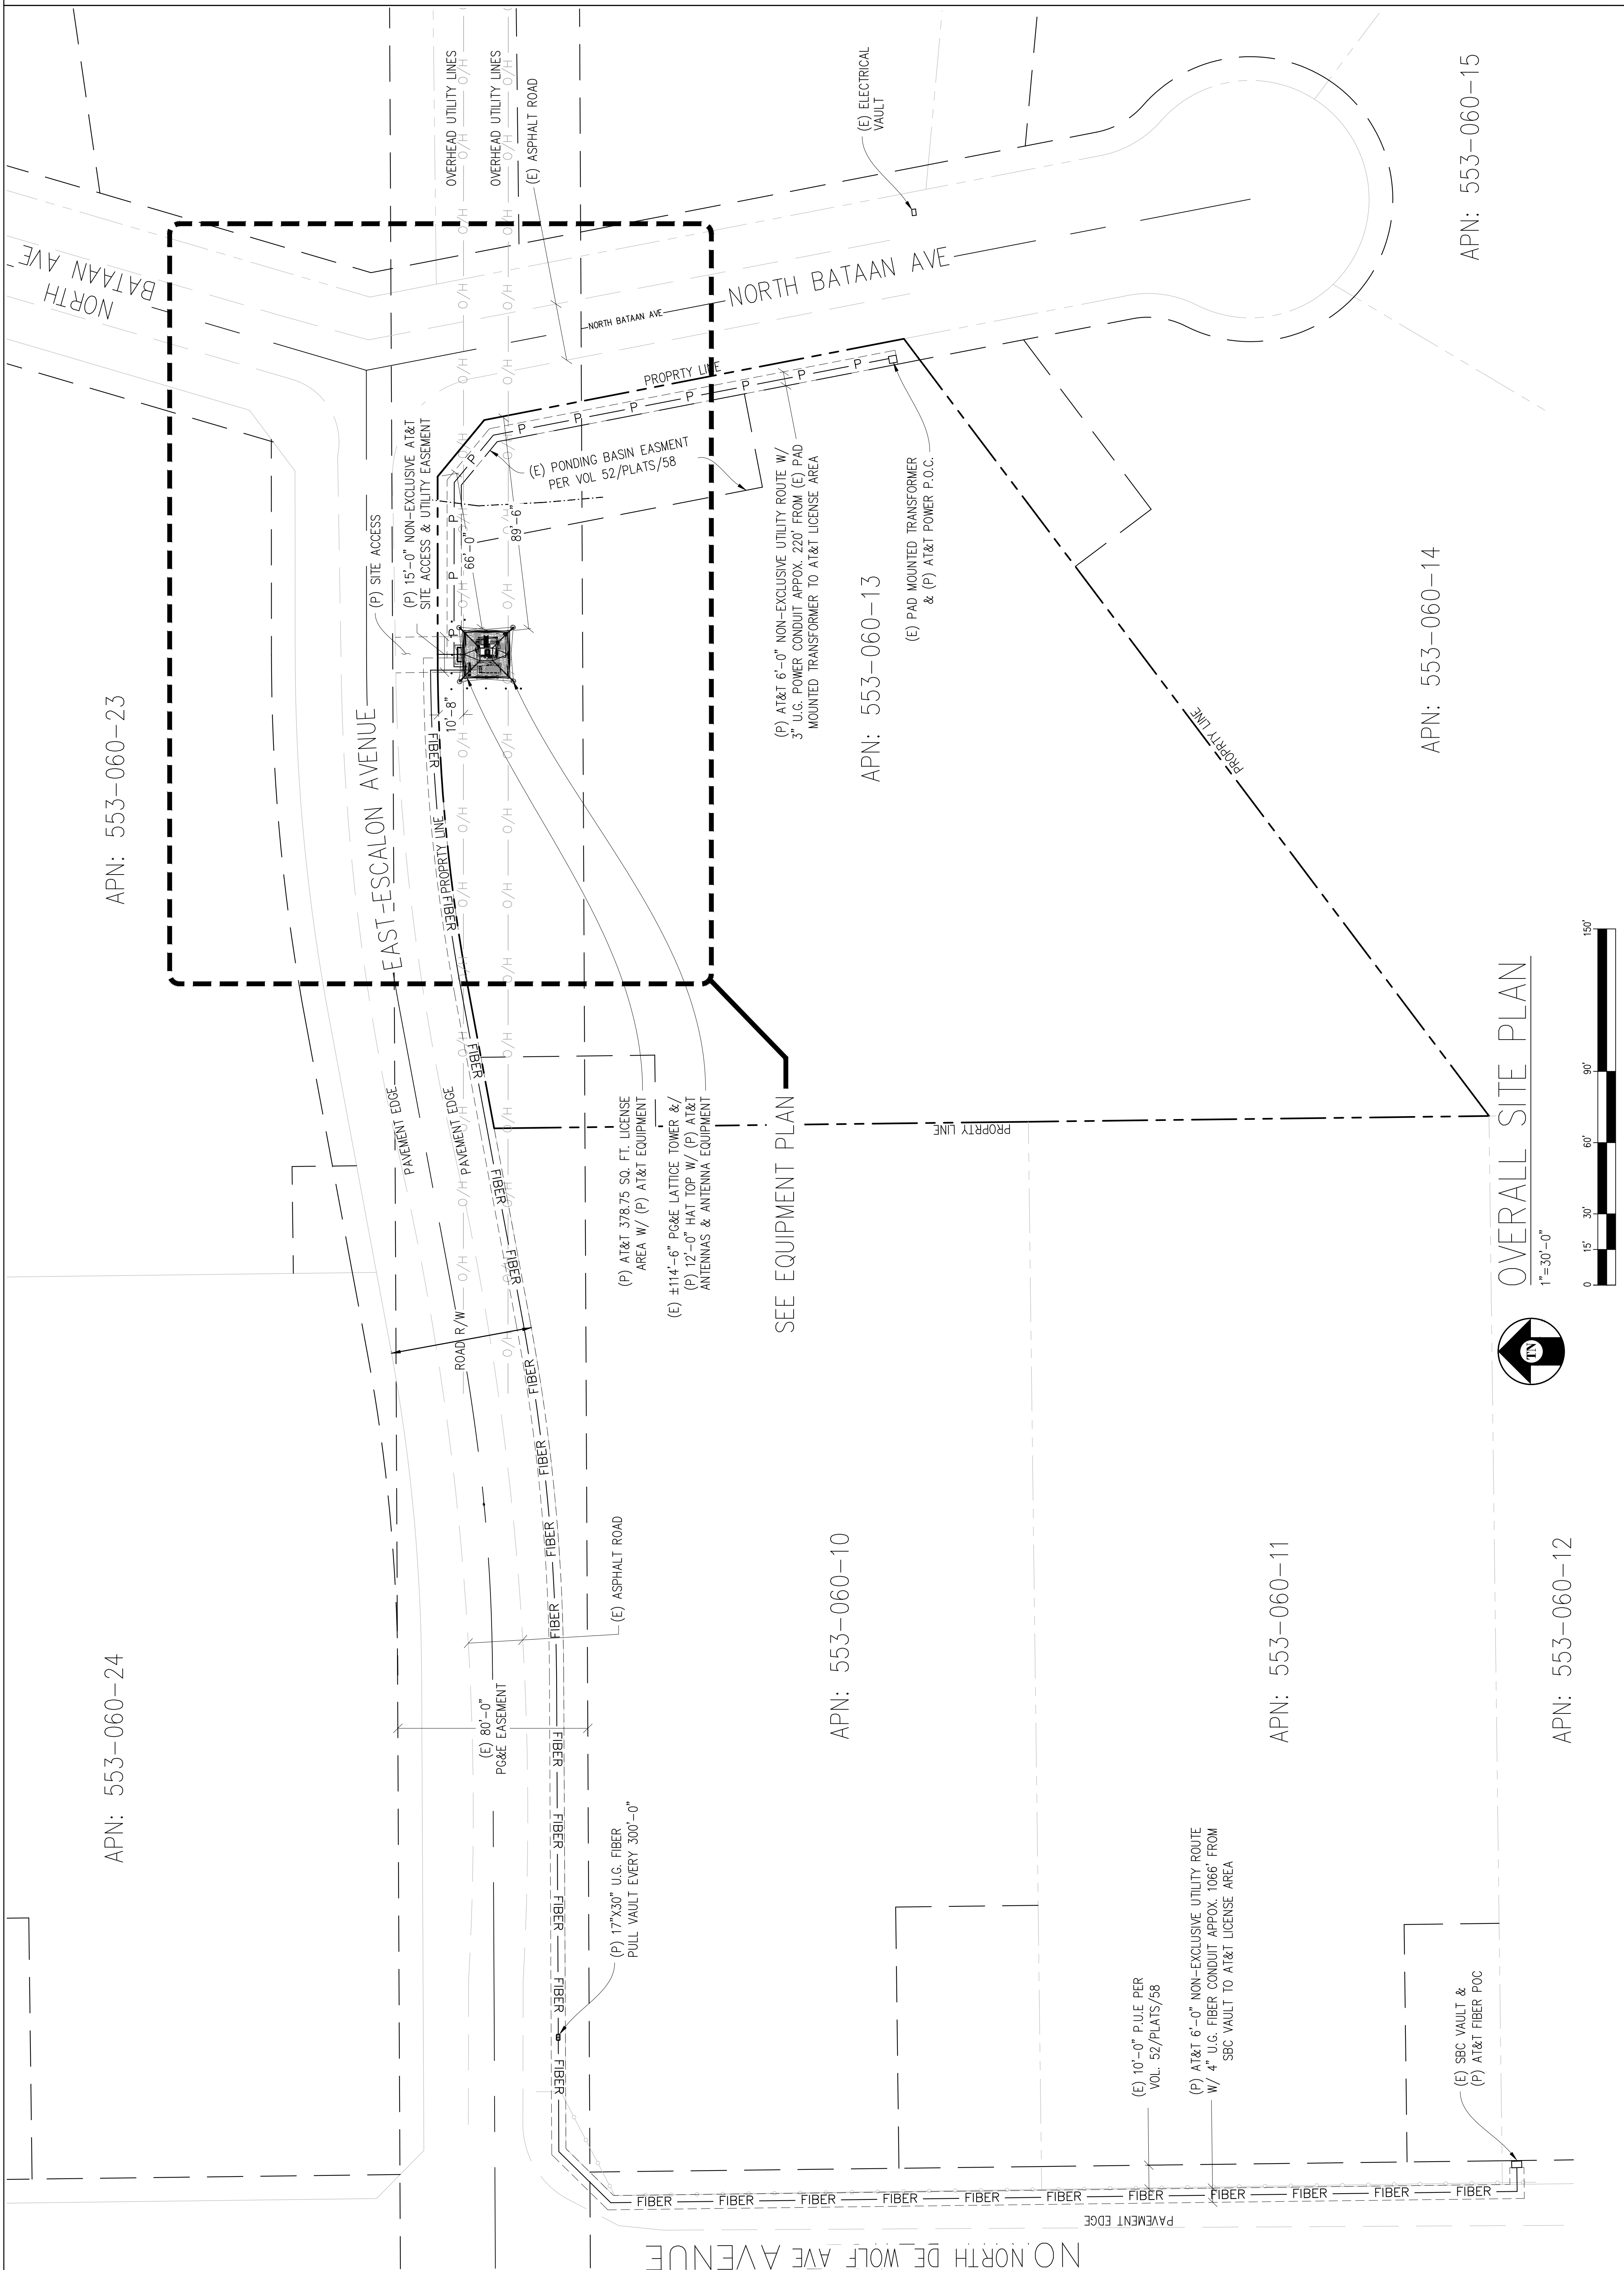 APN: 553-060-24
APN: 553-060-23
NORTH
BATAAN AVE
OVERHEAD UTILITY LINES
OVERHEAD UTILITY LINES
(E) ASPHALT ROAD
(P) SITE ACCESS
(P) 15'-0" NON-EXCLUSIVE AT&T
SITE ACCESS & UTILITY EASEMENT
EAST-ESCALON AVENUE
PAVEMENT EDGE
PAVEMENT EDGE
ROAD R/W
(E) 80'-0"
PG&E EASEMENT
O/H
FIBER
PROPRTY LINE
10'-8"
66'-0"
89'-6"
P
(E) PONDING BASIN EASMENT
PER VOL 52/PLATS/58
PROPRTY LINE
NORTH BATAAN AVE
NORTH BATAAN AVE
(E) ELECTRICAL
VAULT
(E) ASPHALT ROAD
(P) 17"X30" U.G. FIBER
PULL VAULT EVERY 300'-0"
(P) AT&T 378.75 SQ. FT. LICENSE
AREA W/ (P) AT&T EQUIPMENT
(E) ±114'-6" PG&E LATTICE TOWER &/
(P) 12'-0" HAT TOP W/ (P) AT&T
ANTENNAS & ANTENNA EQUIPMENT
SEE EQUIPMENT PLAN
(P) AT&T 6'-0" NON-EXCLUSIVE UTILITY ROUTE W/
3" U.G. POWER CONDUIT APPOX. 220' FROM (E) PAD
MOUNTED TRANSFORMER TO AT&T LICENSE AREA
APN: 553-060-13
(E) PAD MOUNTED TRANSFORMER
& (P) AT&T POWER P.O.C.
APN: 553-060-10
PROPRTY LINE
PROPRTY LINE
(E) 10'-0" P.U.E PER
VOL. 52/PLATS/58
(P) AT&T 6'-0" NON-EXCLUSIVE UTILITY ROUTE
W/ 4" U.G. FIBER CONDUIT APPOX. 1066' FROM
SBC VAULT TO AT&T LICENSE AREA
APN: 553-060-11
APN: 553-060-14
APN: 553-060-15
PAVEMENT EDGE
NO NORTH DE WOLF AVE AVENUE
(E) SBC VAULT &
(P) AT&T FIBER POC
APN: 553-060-12
TN
OVERALL SITE PLAN
1"=30'-0"
0 15' 30' 60' 90' 150'